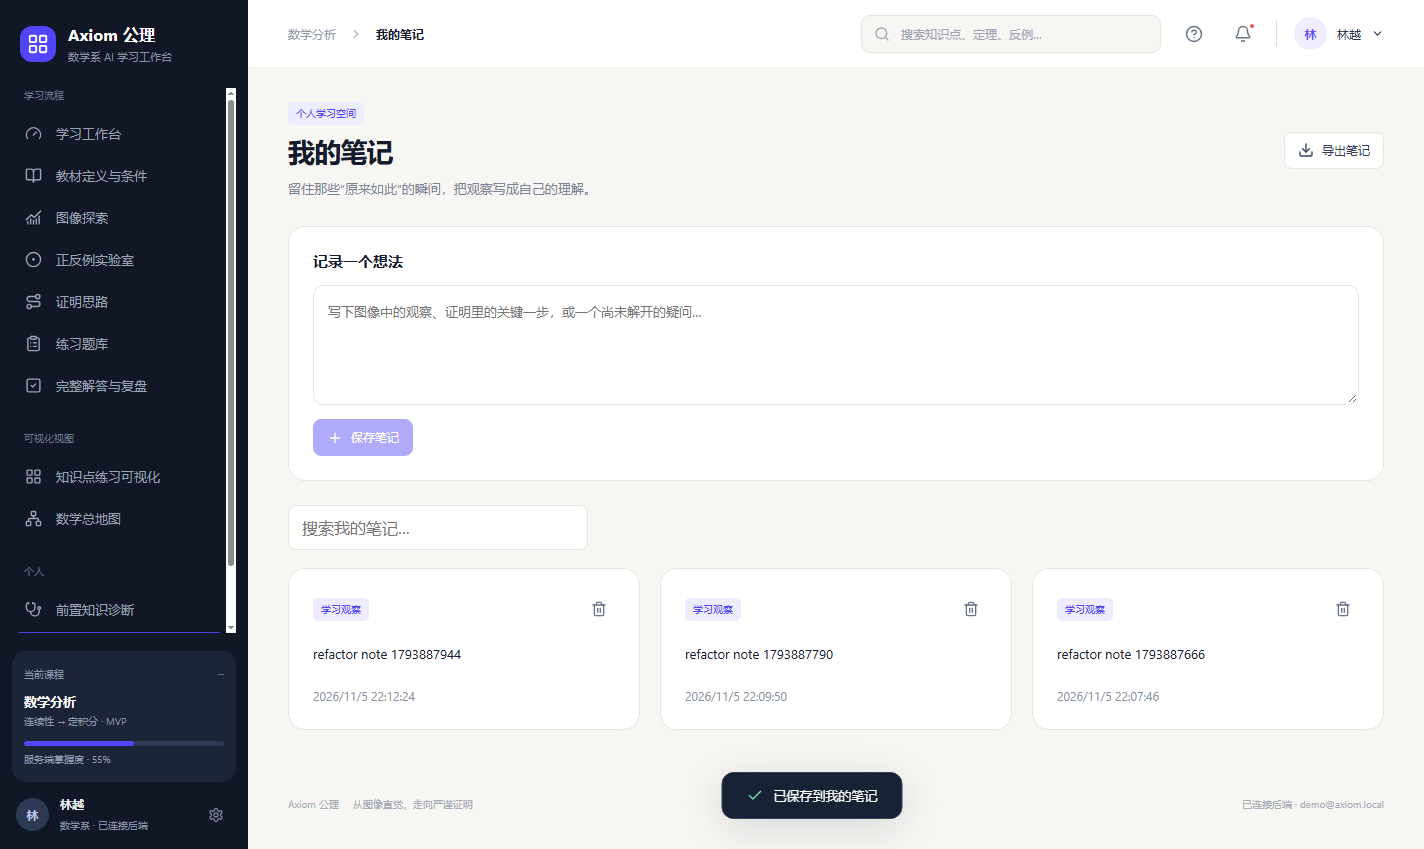 Axiom 公理
数学系 AI 学习工作台
学习流程
学习工作台
教材定义与条件
图像探索
正反例实验室
证明思路
练习题库
完整解答与复盘
可视化视图
知识点练习可视化
数学总地图
个人
前置知识诊断
当前课程
数学分析
连续性 → 定积分 · MVP
服务端掌握度 · 55%
林
林越
数学系 · 已连接后端
数学分析
我的笔记
搜索知识点、定理、反例...
林
林越
个人学习空间
我的笔记
留住那些“原来如此”的瞬间，把观察写成自己的理解。
导出笔记
记录一个想法
写下图像中的观察、证明里的关键一步，或一个尚未解开的疑问...
保存笔记
搜索我的笔记...
学习观察
refactor note 1793887944
2026/11/5 22:12:24
学习观察
refactor note 1793887790
2026/11/5 22:09:50
学习观察
refactor note 1793887666
2026/11/5 22:07:46
已保存到我的笔记
Axiom 公理
从图像直觉，走向严谨证明
已连接后端 · demo@axiom.local